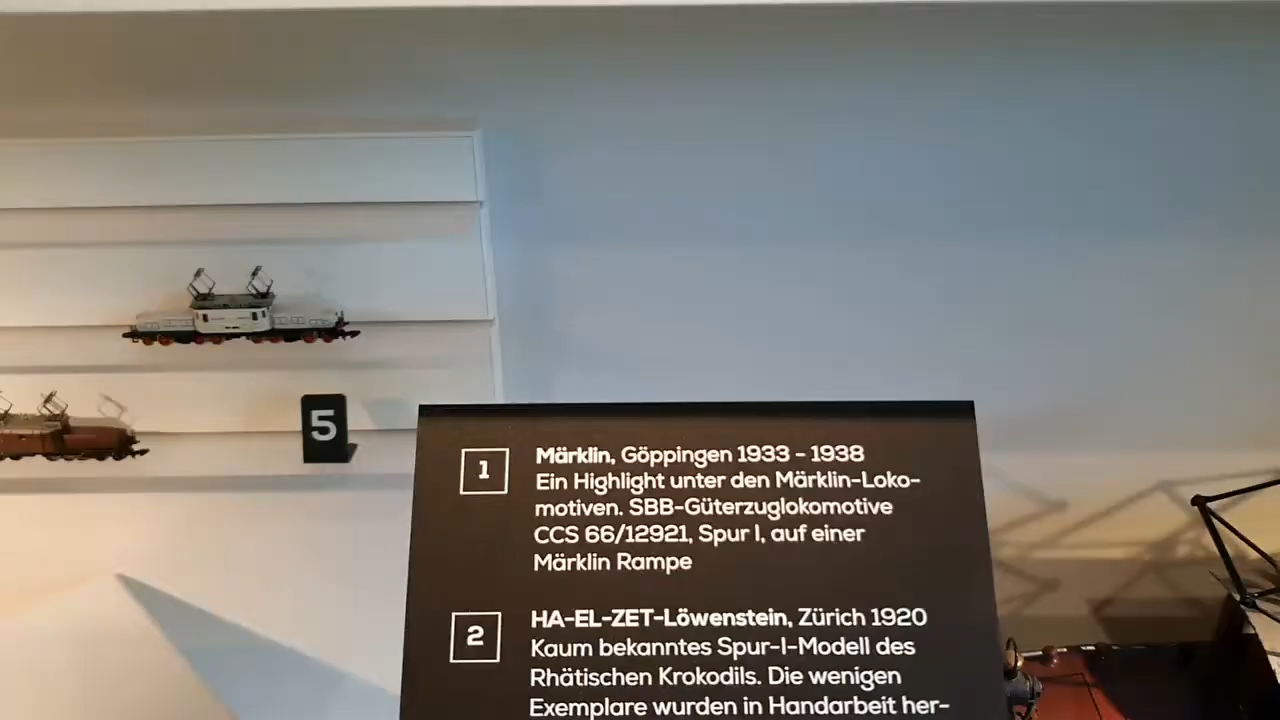 5
1
Märklin, Göppingen 1933 – 1938
Ein Highlight unter den Märklin-Loko-
motiven. SBB-Güterzuglokomotive
CCS 66/12921, Spur I, auf einer
Märklin Rampe
2
HA-EL-ZET-Löwenstein, Zürich 1920
Kaum bekanntes Spur-I-Modell des
Rhätischen Krokodils. Die wenigen
Exemplare wurden in Handarbeit her-